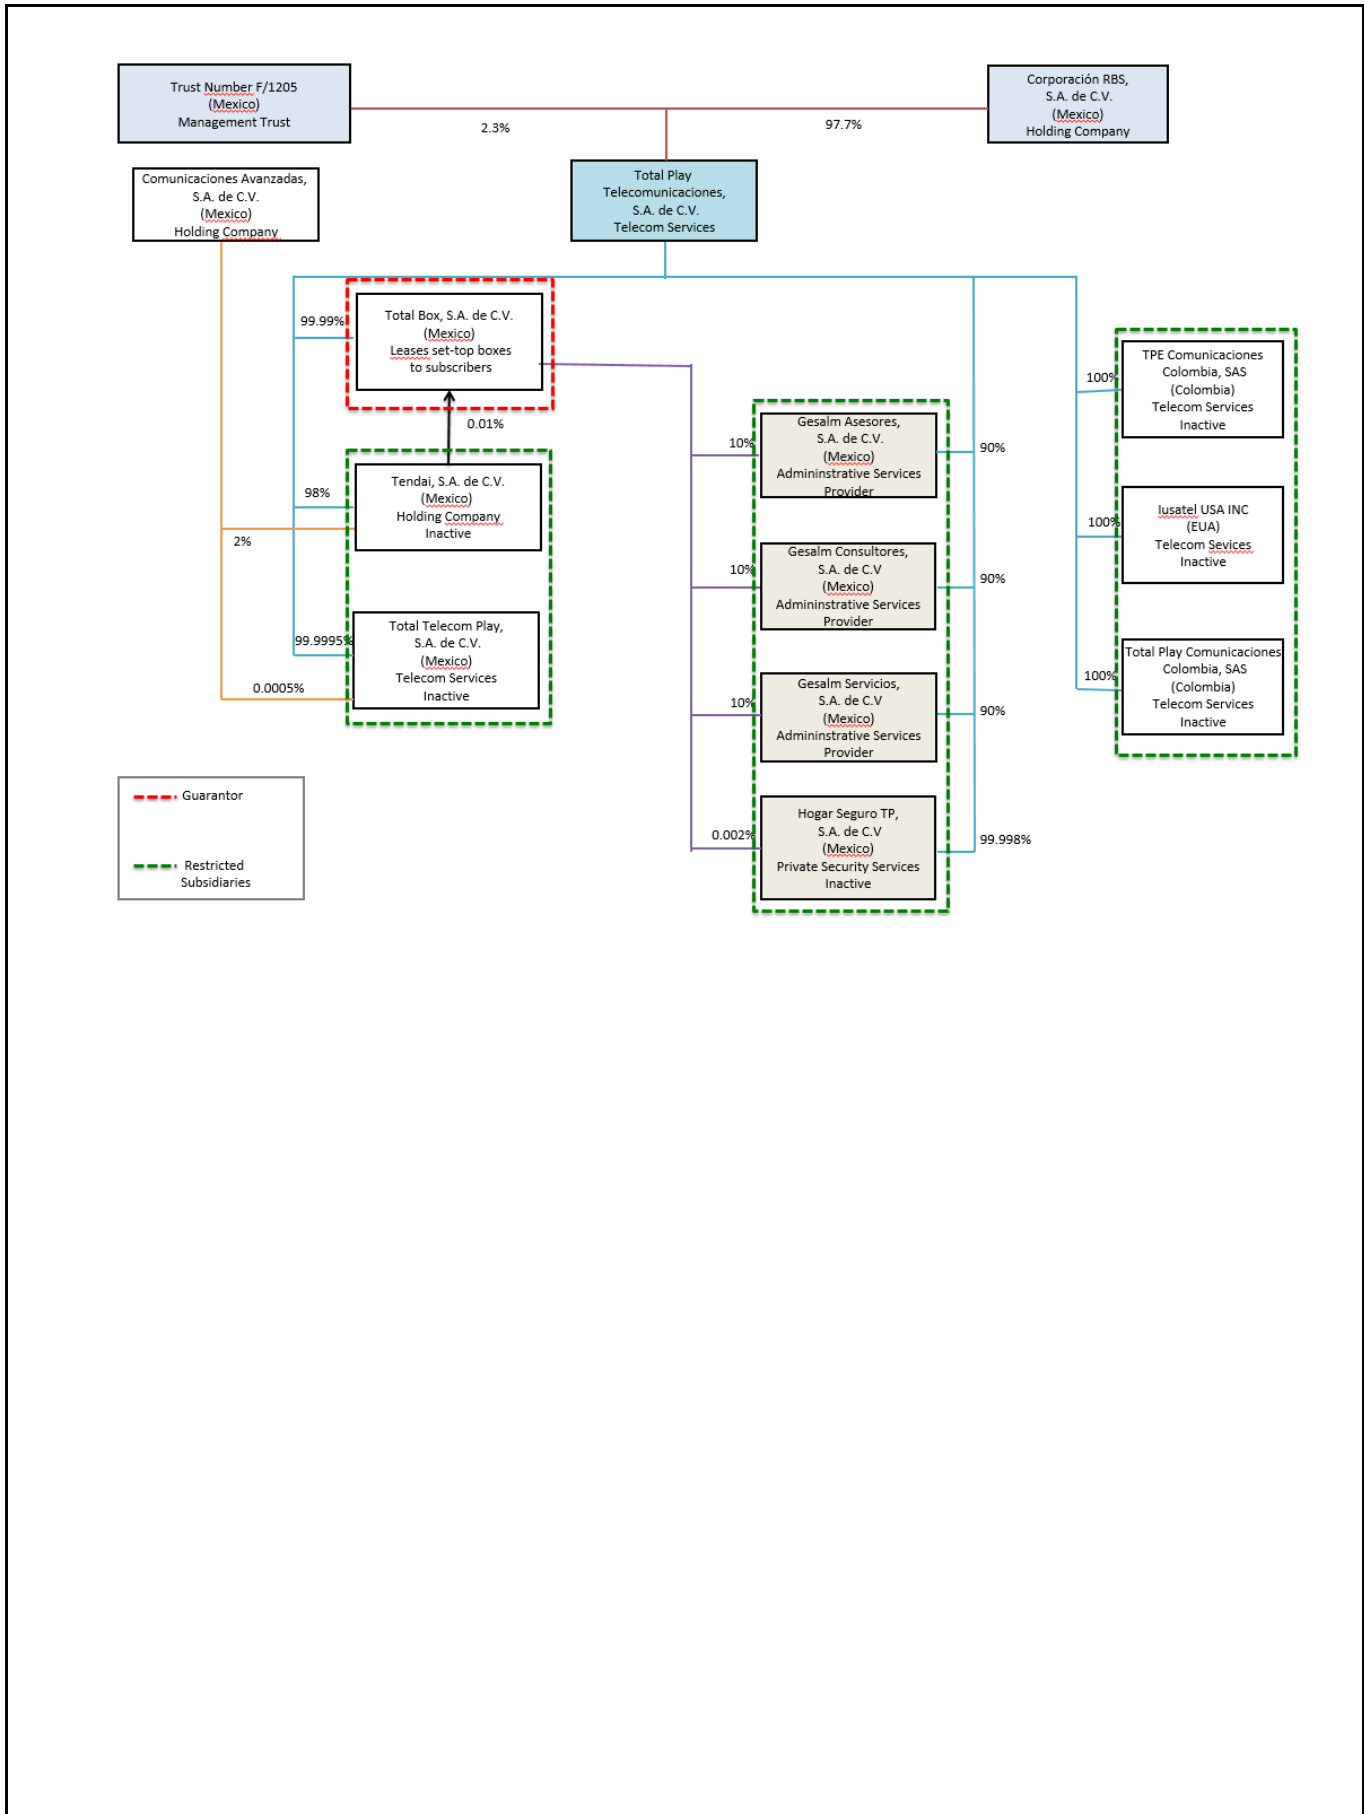 Trust Number F/1205
(Mexico)
Management Trust
Corporación RBS,
S.A. de C.V.
(Mexico)
Holding Company
2.3%
97.7%
Comunicaciones Avanzadas,
S.A. de C.V.
(Mexico)
Holding Company
Total Play
Telecomunicaciones,
S.A. de C.V.
Telecom Services
99.99%
Total Box, S.A. de C.V.
(Mexico)
Leases set-top boxes
to subscribers
0.01%
98%
2%
Tendai, S.A. de C.V.
(Mexico)
Holding Company
Inactive
99.9995%
0.0005%
Total Telecom Play,
S.A. de C.V.
(Mexico)
Telecom Services
Inactive
10%
Gesalm Asesores,
S.A. de C.V.
(Mexico)
Admininstrative Services
Provider
90%
10%
Gesalm Consultores,
S.A. de C.V
(Mexico)
Admininstrative Services
Provider
90%
10%
Gesalm Servicios,
S.A. de C.V
(Mexico)
Admininstrative Services
Provider
90%
0.002%
Hogar Seguro TP,
S.A. de C.V
(Mexico)
Private Security Services
Inactive
99.998%
100%
TPE Comunicaciones
Colombia, SAS
(Colombia)
Telecom Services
Inactive
100%
Iusatel USA INC
(EUA)
Telecom Sevices
Inactive
100%
Total Play Comunicaciones
Colombia, SAS
(Colombia)
Telecom Services
Inactive
Guarantor
Restricted
Subsidiaries